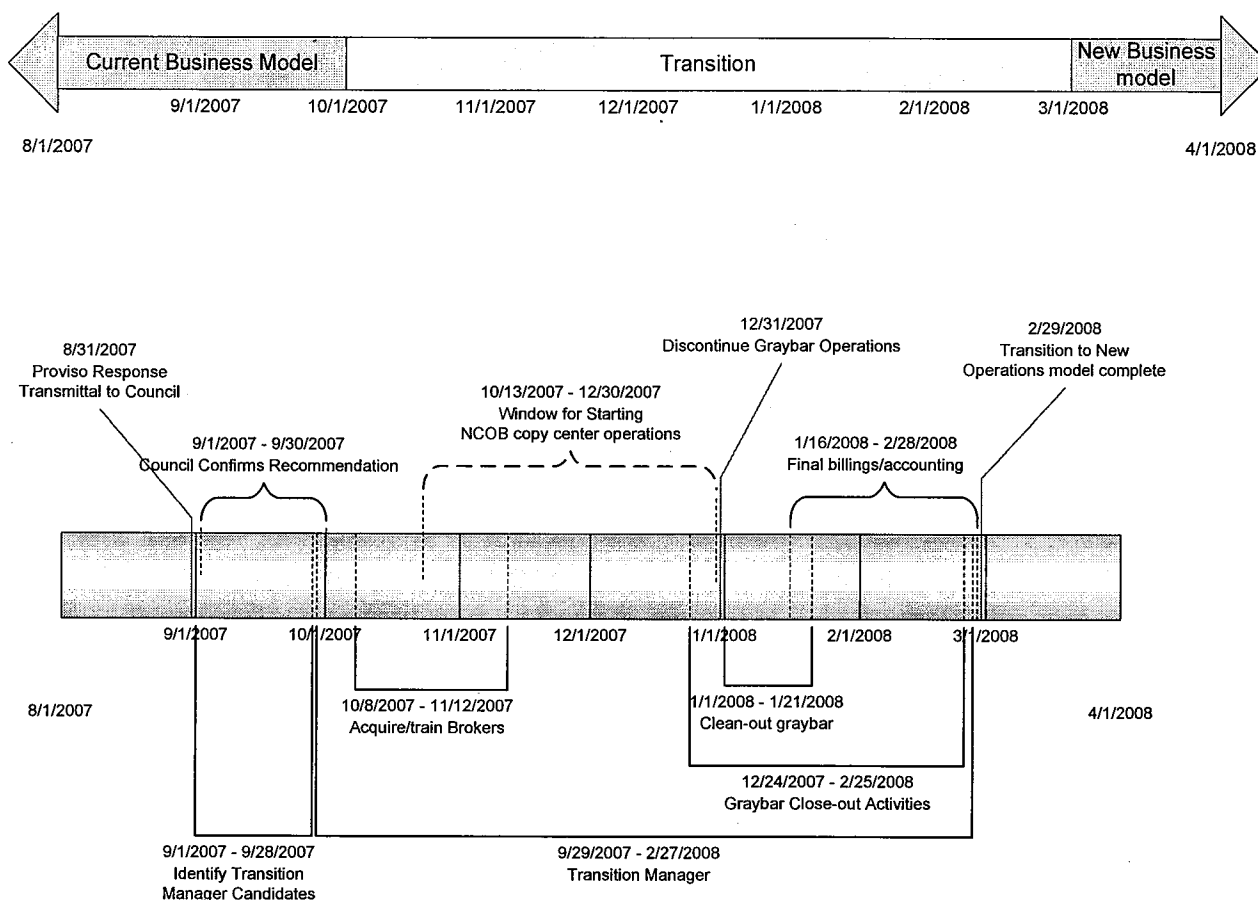 Current Business Model
Transition
New Business
model
9/1/2007
10/1/2007
11/1/2007
12/1/2007
1/1/2008
2/1/2008
3/1/2008
8/1/2007
4/1/2008
8/31/2007
Proviso Response
Transmittal to Council
9/1/2007 - 9/30/2007
Council Confirms Recommendation
10/13/2007 - 12/30/2007
Window for Starting
NCOB copy center operations
12/31/2007
Discontinue Graybar Operations
1/16/2008 - 2/28/2008
Final billings/accounting
2/29/2008
Transition to New
Operations model complete
9/1/2007
10/1/2007
11/1/2007
12/1/2007
1/1/2008
2/1/2008
3/1/2008
8/1/2007
4/1/2008
10/8/2007 - 11/12/2007
Acquire/train Brokers
1/1/2008 - 1/21/2008
Clean-out graybar
12/24/2007 - 2/25/2008
Graybar Close-out Activities
9/1/2007 - 9/28/2007
Identify Transition
Manager Candidates
9/29/2007 - 2/27/2008
Transition Manager